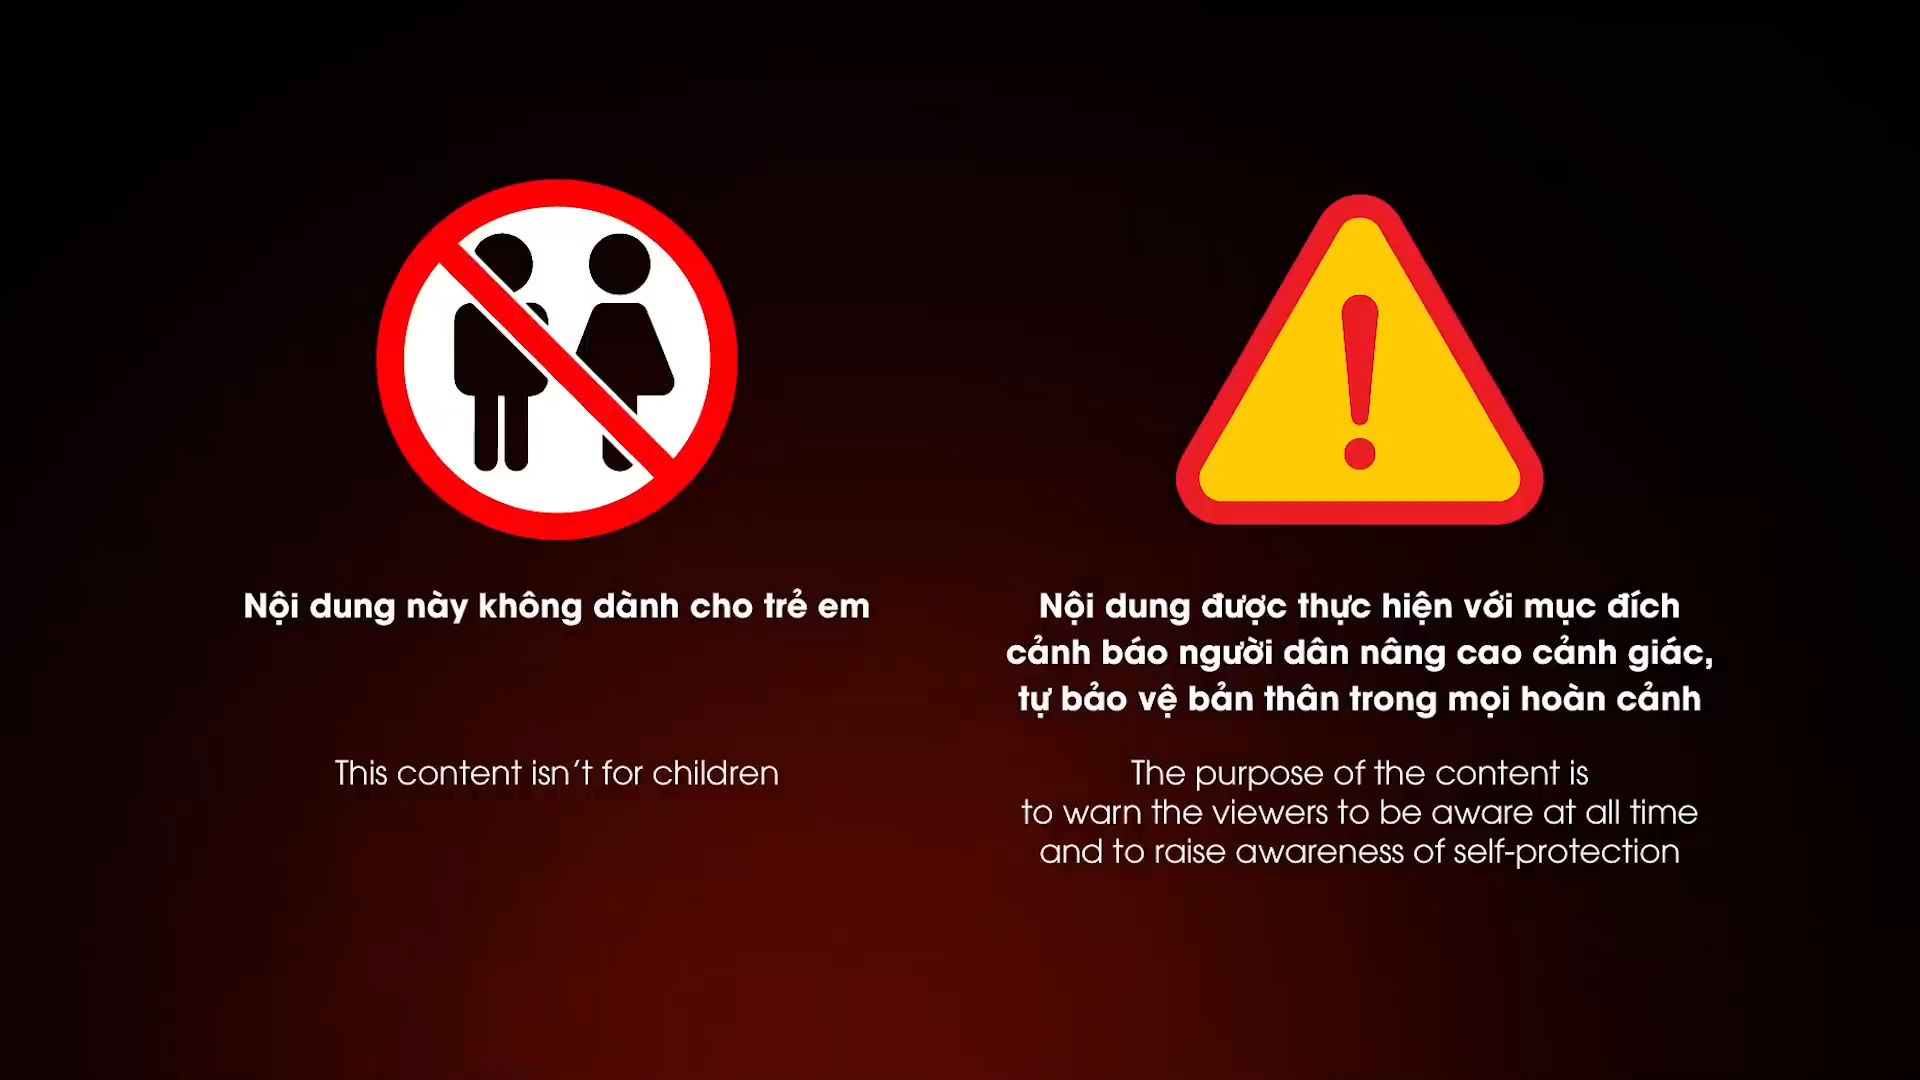 Nội dung này không dành cho trẻ em
This content isn't for children
Nội dung được thực hiện với mục đích
cảnh báo người dân nâng cao cảnh giác,
tự bảo vệ bản thân trong mọi hoàn cảnh
The purpose of the content is
to warn the viewers to be aware at all time
and to raise awareness of self-protection